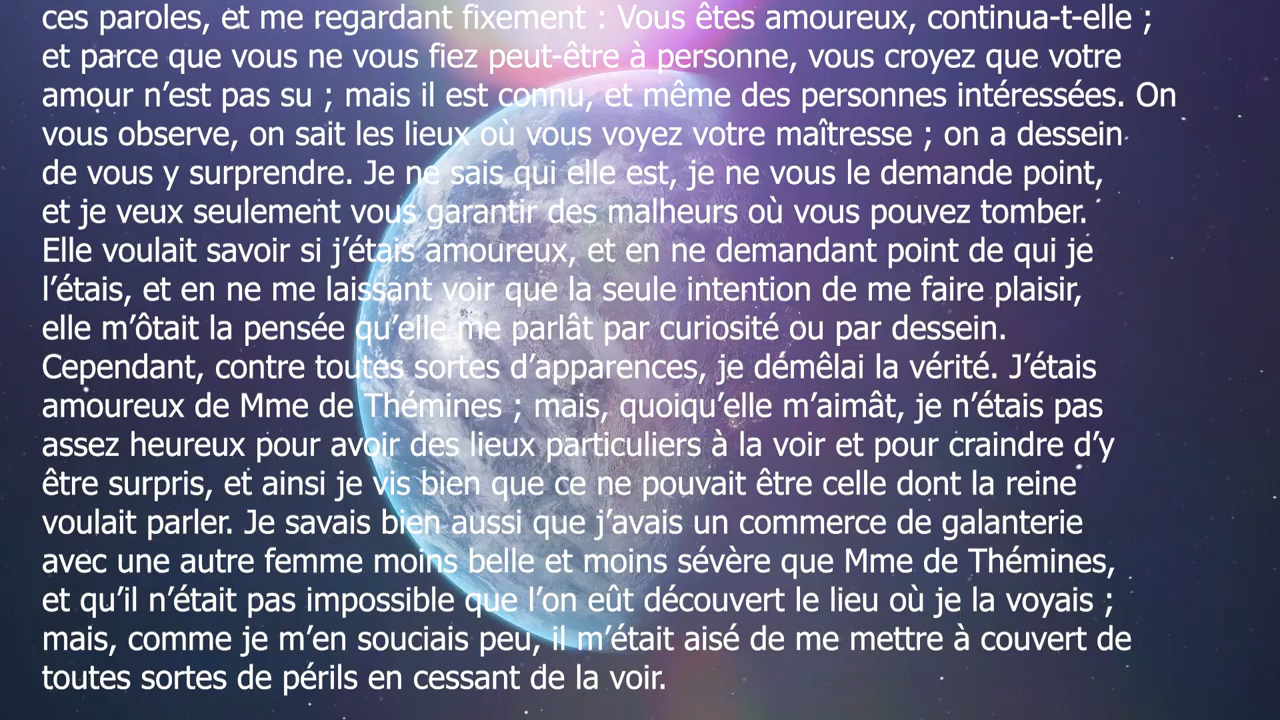 ces paroles, et me regardant fixement : Vous êtes amoureux, continua-t-elle ;
et parce que vous ne vous fiez peut-être à personne, vous croyez que votre
amour n’est pas su ; mais il est connu, et même des personnes intéressées. On
vous observe, on sait les lieux où vous voyez votre maîtresse ; on a dessein
de vous y surprendre. Je ne sais qui elle est, je ne vous le demande point,
et je veux seulement vous garantir des malheurs où vous pouvez tomber.
Elle voulait savoir si j’étais amoureux, et en ne demandant point de qui je
l’étais, et en ne me laissant voir que la seule intention de me faire plaisir,
elle m’ôtait la pensée qu’elle me parlât par curiosité ou par dessein.
Cependant, contre toutes sortes d’apparences, je démêlai la vérité. J’étais
amoureux de Mme de Thémines ; mais, quoiqu’elle m’aimât, je n’étais pas
assez heureux pour avoir des lieux particuliers à la voir et pour craindre d’y
être surpris, et ainsi je vis bien que ce ne pouvait être celle dont la reine
voulait parler. Je savais bien aussi que j’avais un commerce de galanterie
avec une autre femme moins belle et moins sévère que Mme de Thémines,
et qu’il n’était pas impossible que l’on eût découvert le lieu où je la voyais ;
mais, comme je m’en souciais peu, il m’était aisé de me mettre à couvert de
toutes sortes de périls en cessant de la voir.